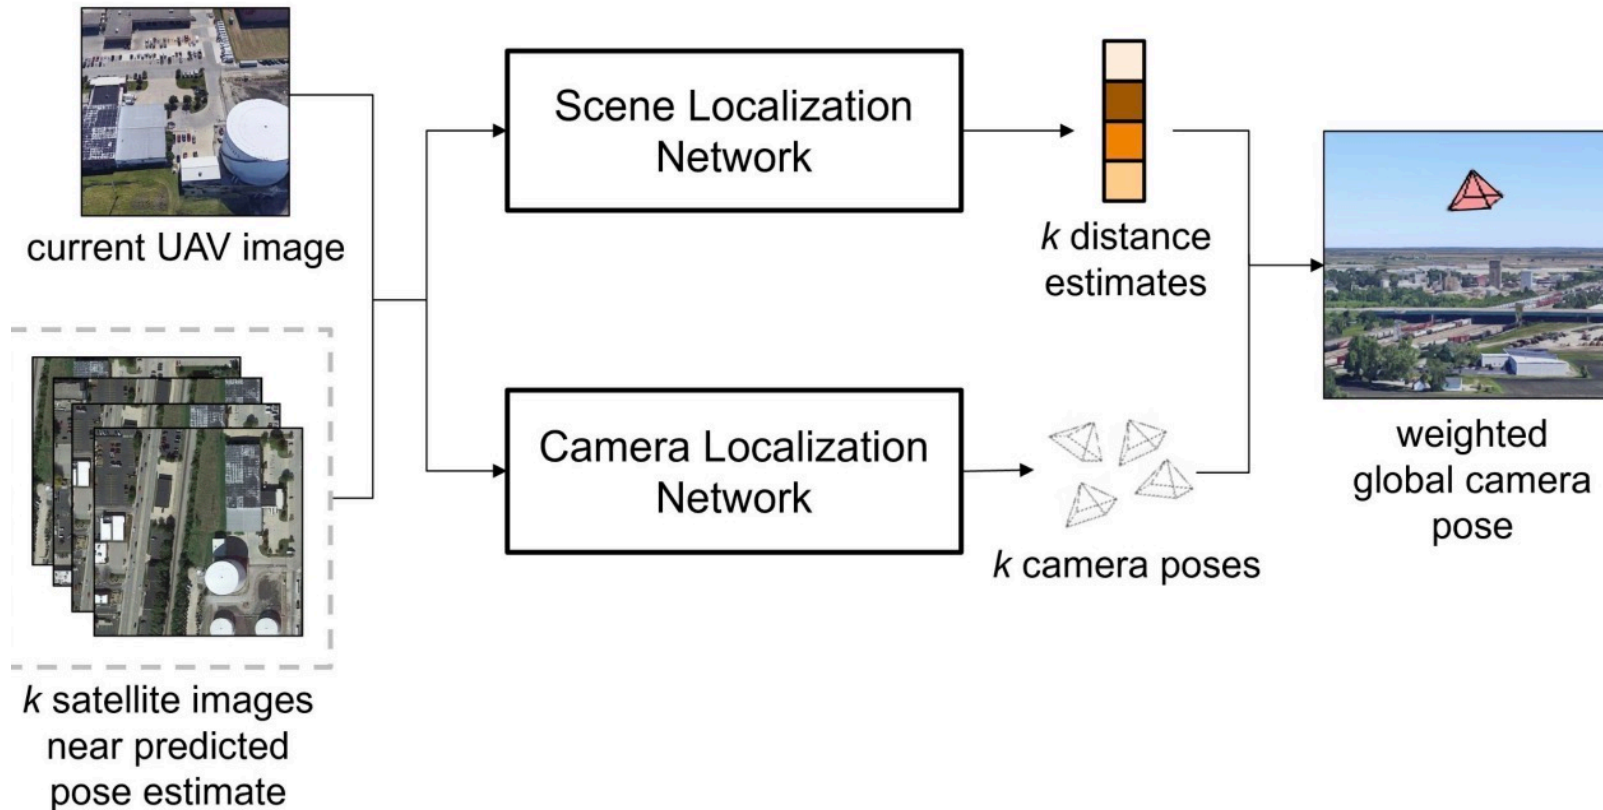 current UAV image
k satellite images
near predicted
pose estimate
Scene Localization
Network
Camera Localization
Network
k distance
estimates
k camera poses
weighted
global camera
pose